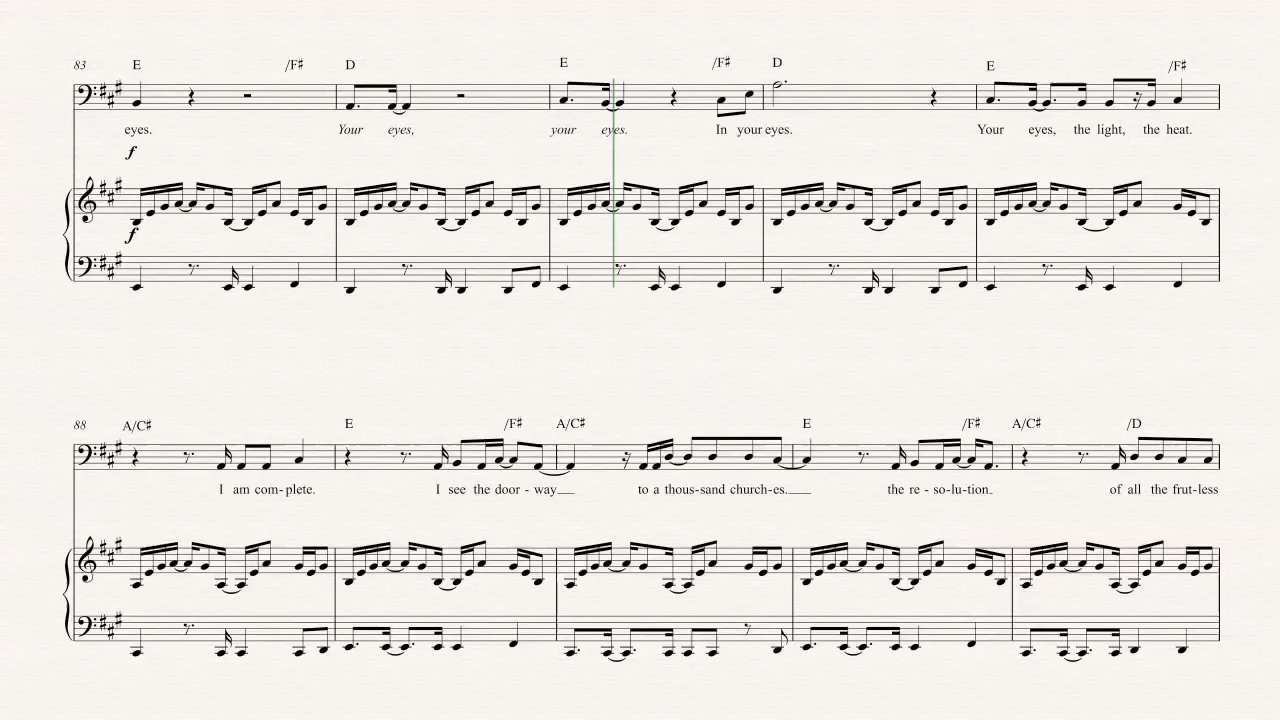 83 E /F♯ D E /F♯ D E /F♯
eyes. Your eyes, your eyes. In your eyes. Your eyes, the light, the heat.
f
f
88 A/C♯ E /F♯ A/C♯ E /F♯ A/C♯ /D
I am com-plete. I see the door - way to a thous-sand church-es. the re - so-lu-tion of all the frut-less